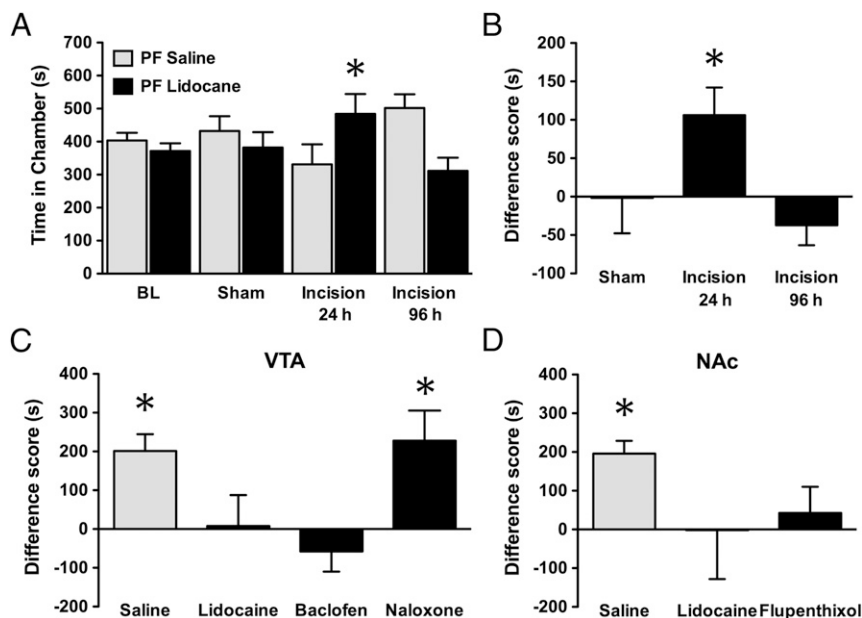 A
Time in Chamber (s)
700
600
500
400
300
200
100
0
PF Saline
PF Lidocane
*
BL Sham Incision 24 h Incision 96 h
B
Difference score (s)
200
150
100
50
0
-50
-100
*
Sham Incision 24 h Incision 96 h
C
VTA
Difference score (s)
400
300
200
100
0
-100
-200
*
*
Saline Lidocaine Baclofen Naloxone
D
NAc
Difference score (s)
400
300
200
100
0
-100
-200
*
Saline Lidocaine Flupenthixol